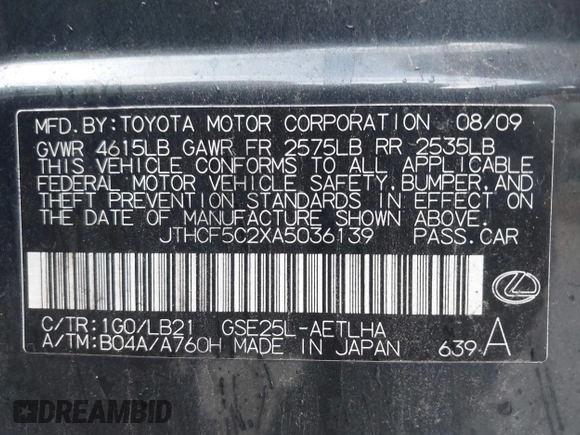 MFD.BY:TOYOTA MOTOR CORPORATION 08/09
GVWR 4615LB GAWR FR 2575LB RR 2535LB
THIS VEHICLE CONFORMS TO ALL APPLICABLE
FEDERAL MOTOR VEHICLE SAFETY,BUMPER,AND
THEFT PREVENTION STANDARDS IN EFFECT ON
THE DATE OF MANUFACTURE SHOWN ABOVE.
JTHCF5C2XA5036139 PASS.CAR
C/TR:1G0/LB21 GSE25L-AETLHA
A/TM:B04A/A760H MADE IN JAPAN 639-A
DREAMBID